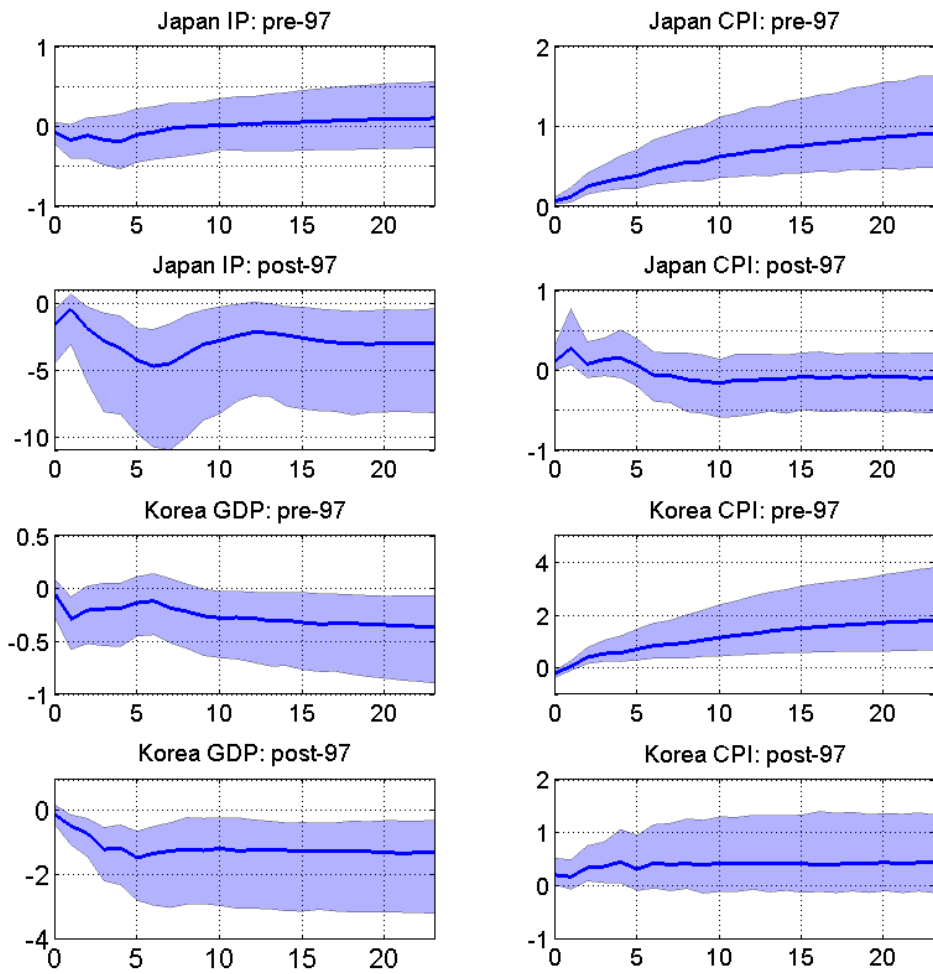 Japan IP: pre-97
1
0
-1
0 5 10 15 20
Japan CPI: pre-97
2
1
0
0 5 10 15 20
Japan IP: post-97
0
-5
-10
0 5 10 15 20
Japan CPI: post-97
1
0
-1
0 5 10 15 20
Korea GDP: pre-97
0.5
0
-0.5
-1
0 5 10 15 20
Korea CPI: pre-97
4
2
0
0 5 10 15 20
Korea GDP: post-97
0
-2
-4
0 5 10 15 20
Korea CPI: post-97
2
1
0
-1
0 5 10 15 20